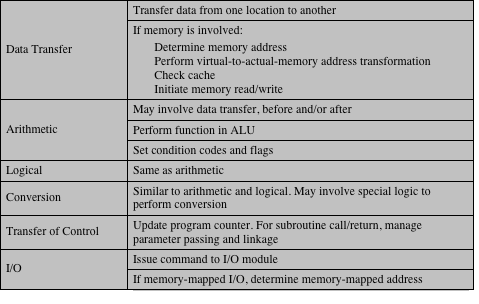 Data Transfer
Transfer data from one location to another
If memory is involved:
Determine memory address
Perform virtual-to-actual-memory address transformation
Check cache
Initiate memory read/write
Arithmetic
May involve data transfer, before and/or after
Perform function in ALU
Set condition codes and flags
Logical
Same as arithmetic
Conversion
Similar to arithmetic and logical. May involve special logic to
perform conversion
Transfer of Control
Update program counter. For subroutine call/return, manage
parameter passing and linkage
I/O
Issue command to I/O module
If memory-mapped I/O, determine memory-mapped address